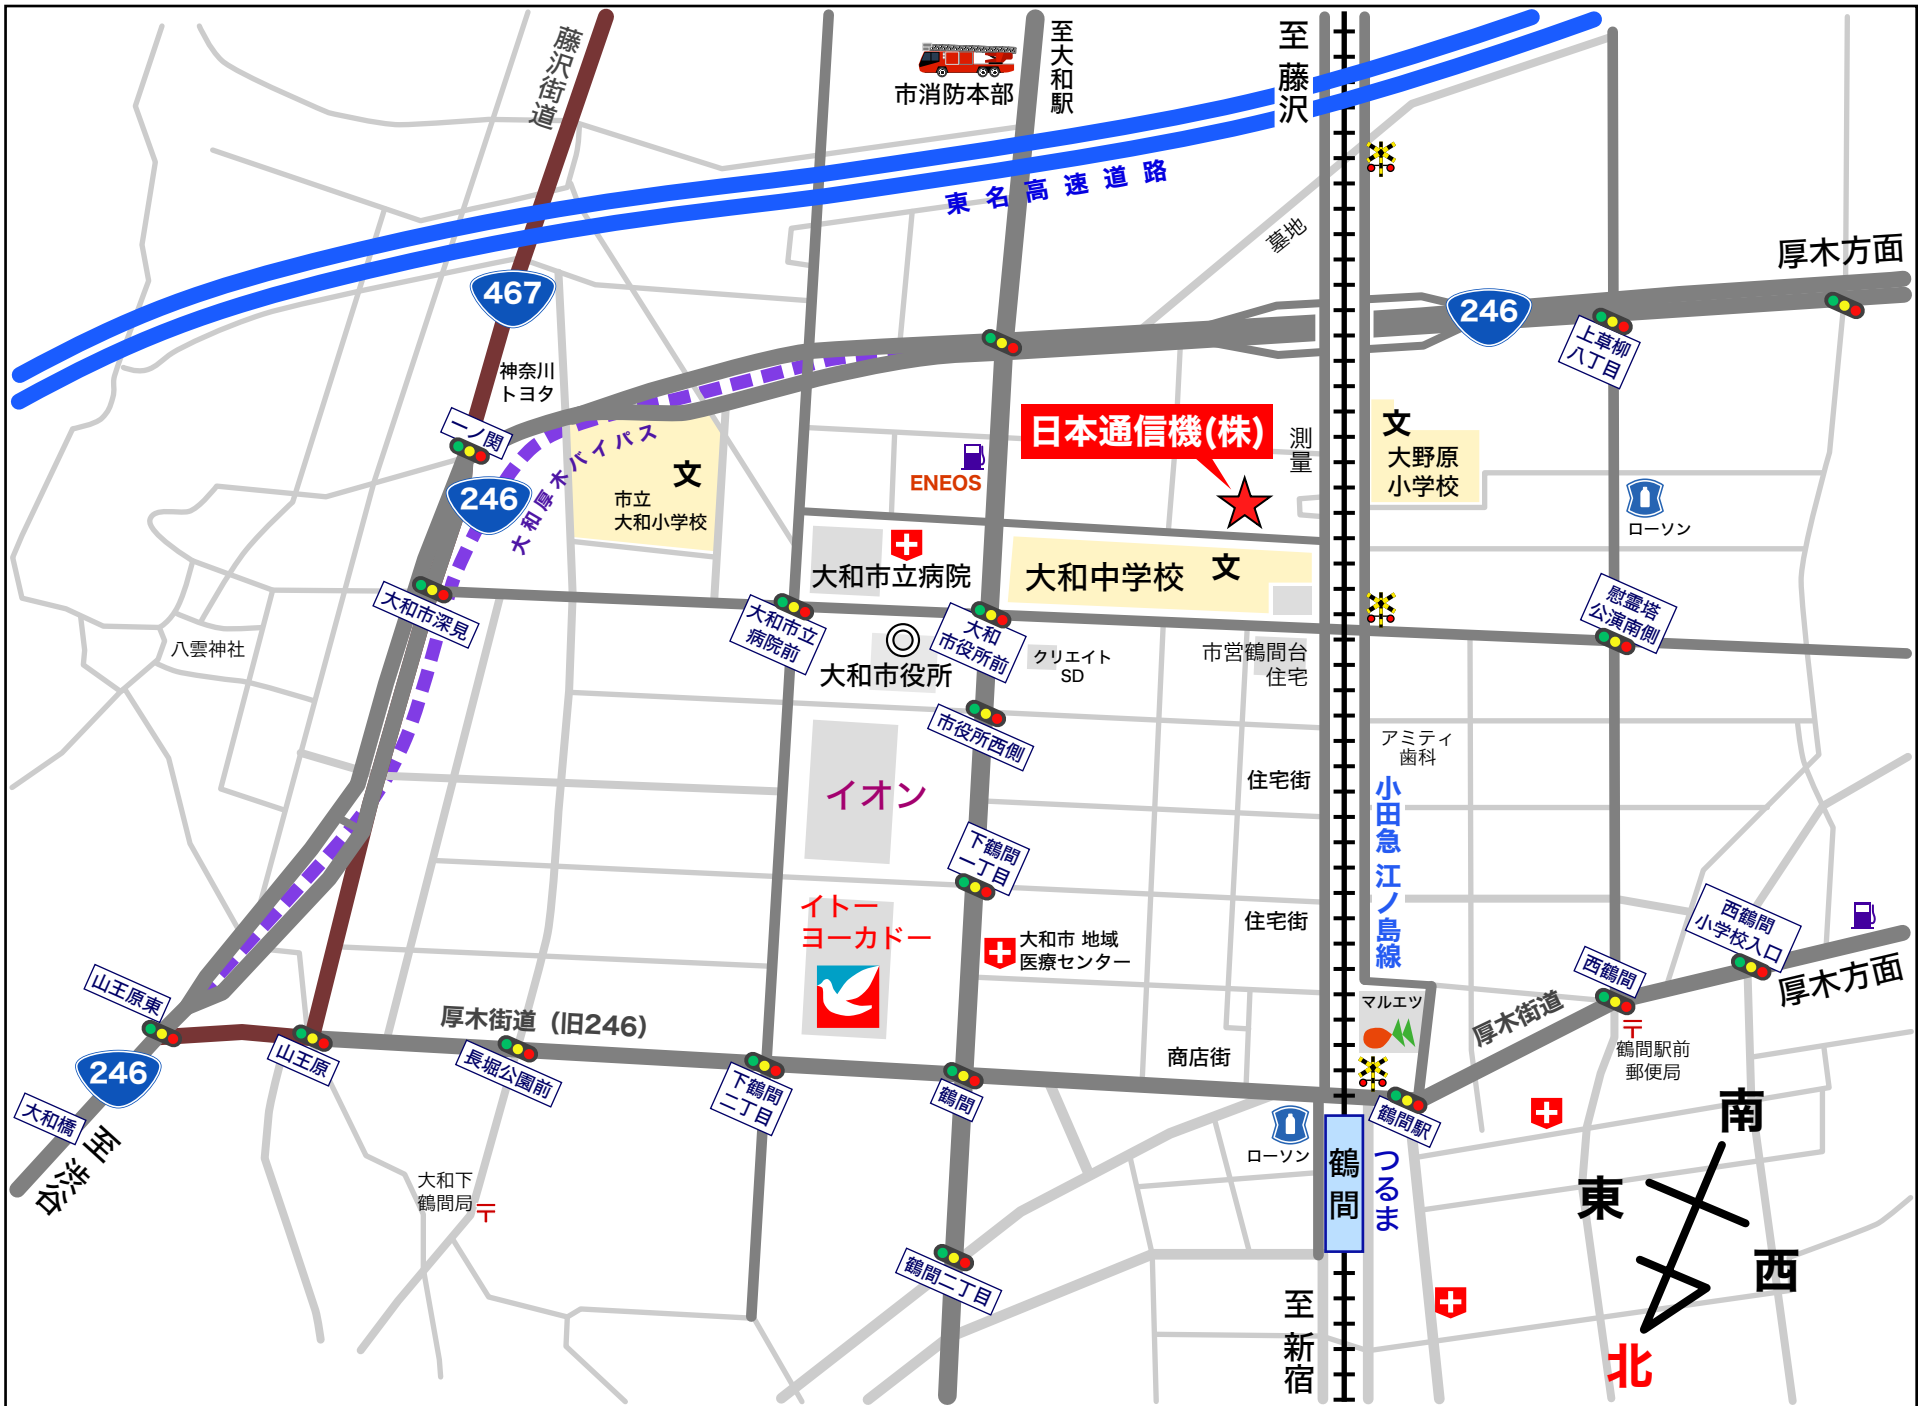 藤沢街道
市消防本部
至大和駅
至 藤沢
東名高速道路
墓地
厚木方面
467
246
上草柳
八丁目
神奈川
トヨタ
一ノ関
大和厚木バイパス
246
市立
大和小学校
文
ENEOS
日本通信機(株)
測量
文
大野原
小学校
ローソン
大和市立病院
大和中学校
文
大和市深見
大和市立
病院前
大和
市役所前
慰霊塔
公演南側
八雲神社
大和市役所
クリエイト
SD
市営鶴間台
住宅
市役所西側
アミティ
歯科
イオン
住宅街
小田急 江ノ島線
下鶴間
一丁目
イトー
ヨーカドー
住宅街
大和市 地域
医療センター
西鶴間
小学校入口
西鶴間
厚木方面
山王原東
厚木街道（旧246）
マルエツ
厚木街道
〒
鶴間駅前
郵便局
山王原
長堀公園前
商店街
246
下鶴間
二丁目
鶴間
鶴間駅
大和橋
至渋谷
ローソン
鶴間
つるま
大和下
鶴間局
〒
鶴間二丁目
至 新宿
南
東
西
北